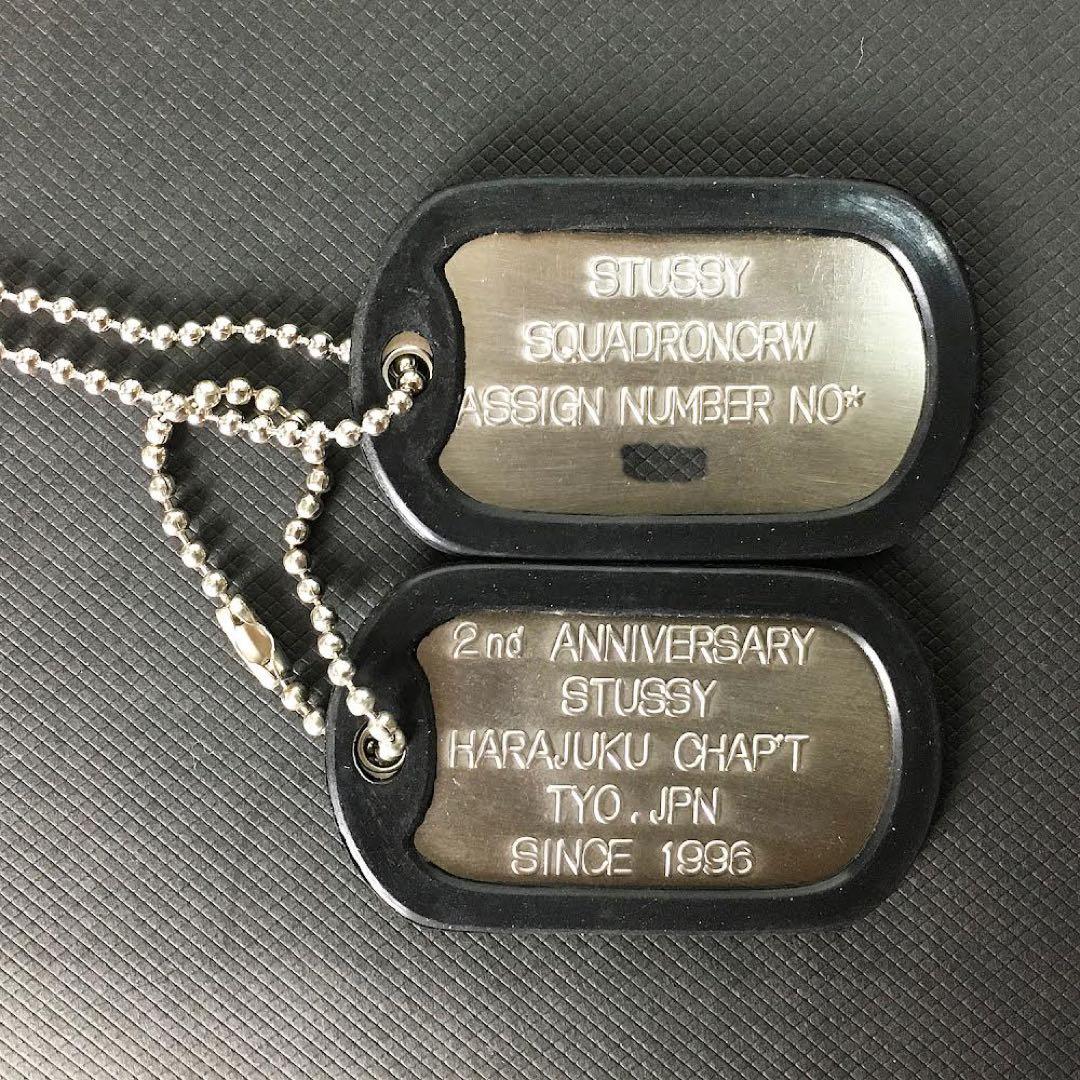 STUSSY
SQUADRONCRW
ASSIGN NUMBER NO*
2nd ANNIVERSARY
STUSSY
HARAJUKU CHAP'T
TYO.JPN
SINCE 1996